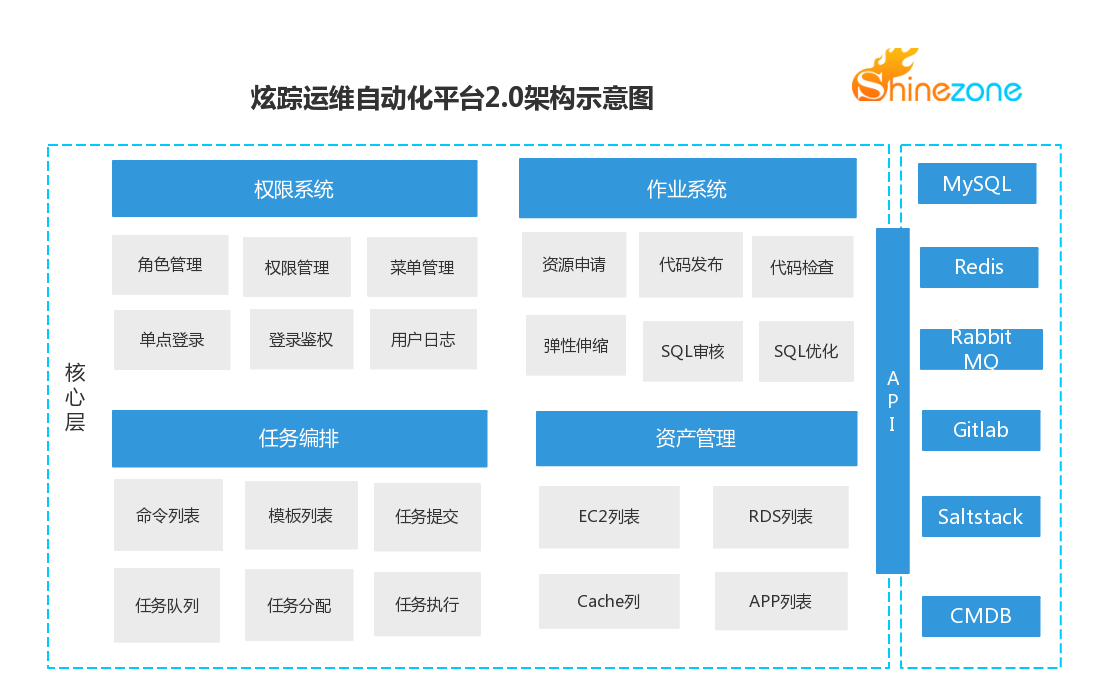 炫踪运维自动化平台2.0架构示意图
Shinezone
核心层
权限系统
角色管理
权限管理
菜单管理
单点登录
登录鉴权
用户日志
作业系统
资源申请
代码发布
代码检查
弹性伸缩
SQL审核
SQL优化
任务编排
命令列表
模板列表
任务提交
任务队列
任务分配
任务执行
资产管理
EC2列表
RDS列表
Cache列
APP列表
API
MySQL
Redis
Rabbit
MQ
Gitlab
Saltstack
CMDB